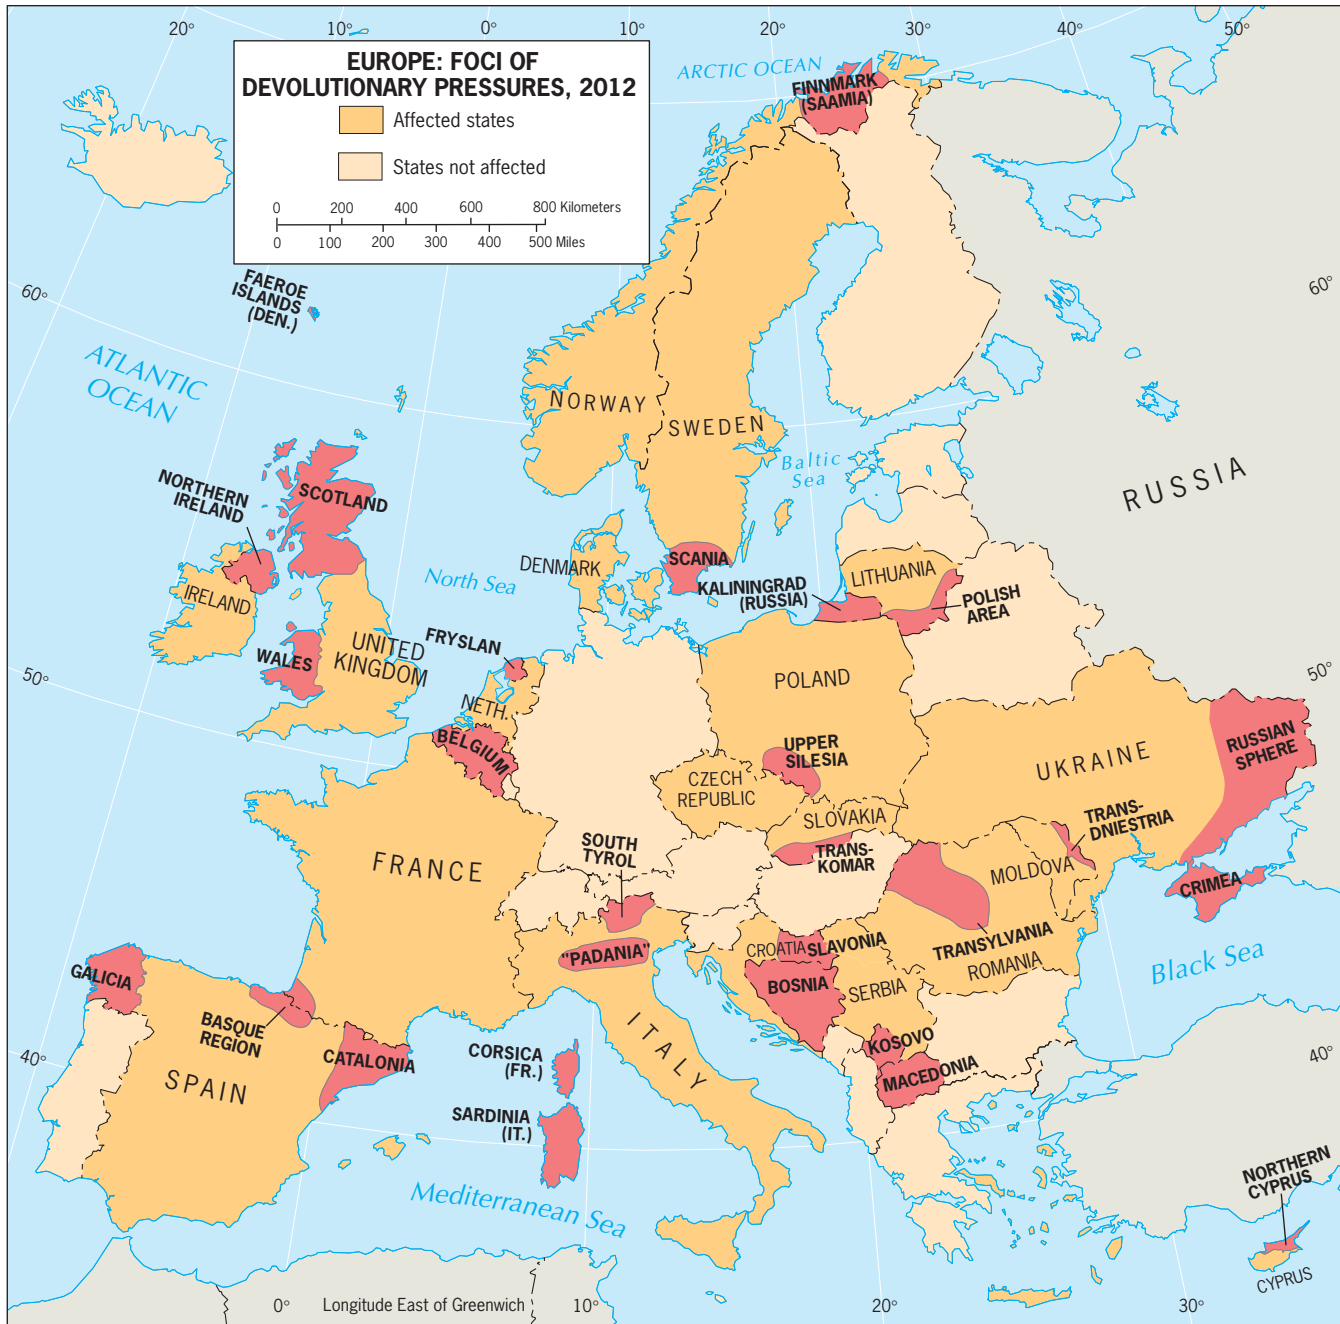 20°
10°
0°
10°
20°
30°
40°
50°
EUROPE: FOCI OF
DEVOLUTIONARY PRESSURES, 2012
Affected states
States not affected
0 200 400 600 800 Kilometers
0 100 200 300 400 500 Miles
ARCTIC OCEAN
FINNMARK
(SAAMIA)
FAEROE
ISLANDS
(DEN.)
60°
60°
ATLANTIC
OCEAN
NORWAY
SWEDEN
Baltic
Sea
RUSSIA
NORTHERN
IRELAND
SCOTLAND
IRELAND
North Sea
DENMARK
SCANIA
LITHUANIA
KALININGRAD
(RUSSIA)
POLISH
AREA
WALES
UNITED
KINGDOM
FRYSLAN
NETH.
50°
50°
POLAND
BELGIUM
UPPER
SILESIA
CZECH
REPUBLIC
UKRAINE
RUSSIAN
SPHERE
SLOVAKIA
TRANS-
DNIESTRIA
SOUTH
TYROL
TRANS-
KOMAR
MOLDOVA
FRANCE
CRIMEA
"PADANIA"
CROATIA
SLAVONIA
TRANSYLVANIA
ROMANIA
Black Sea
GALICIA
BOSNIA
SERBIA
BASQUE
REGION
CATALONIA
CORSICA
(FR.)
ITALY
KOSOVO
MACEDONIA
40°
40°
SPAIN
SARDINIA
(IT.)
Mediterranean Sea
NORTHERN
CYPRUS
CYPRUS
0°
Longitude East of Greenwich
10°
20°
30°